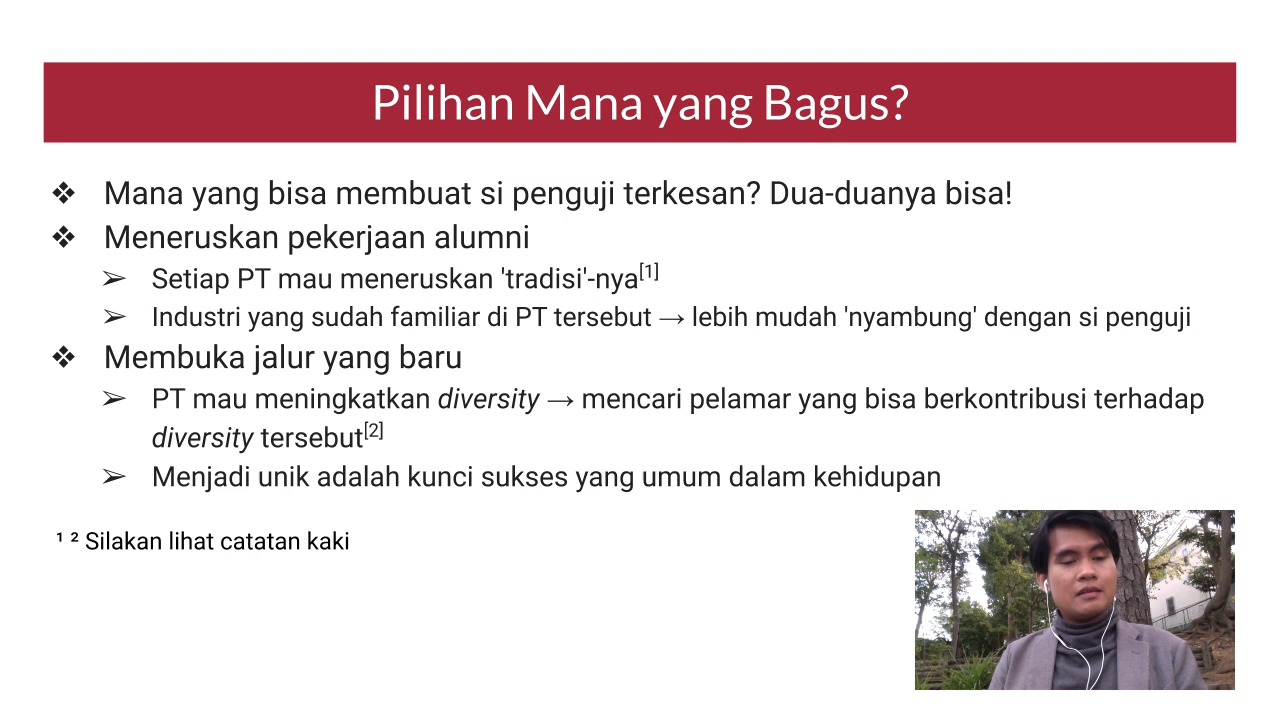 Pilihan Mana yang Bagus?
❖ Mana yang bisa membuat si penguji terkesan? Dua-duanya bisa!
❖ Meneruskan pekerjaan alumni
➢ Setiap PT mau meneruskan 'tradisi'-nya[1]
➢ Industri yang sudah familiar di PT tersebut → lebih mudah 'nyambung' dengan si penguji
❖ Membuka jalur yang baru
➢ PT mau meningkatkan diversity → mencari pelamar yang bisa berkontribusi terhadap
diversity tersebut[2]
➢ Menjadi unik adalah kunci sukses yang umum dalam kehidupan
¹ ² Silakan lihat catatan kaki